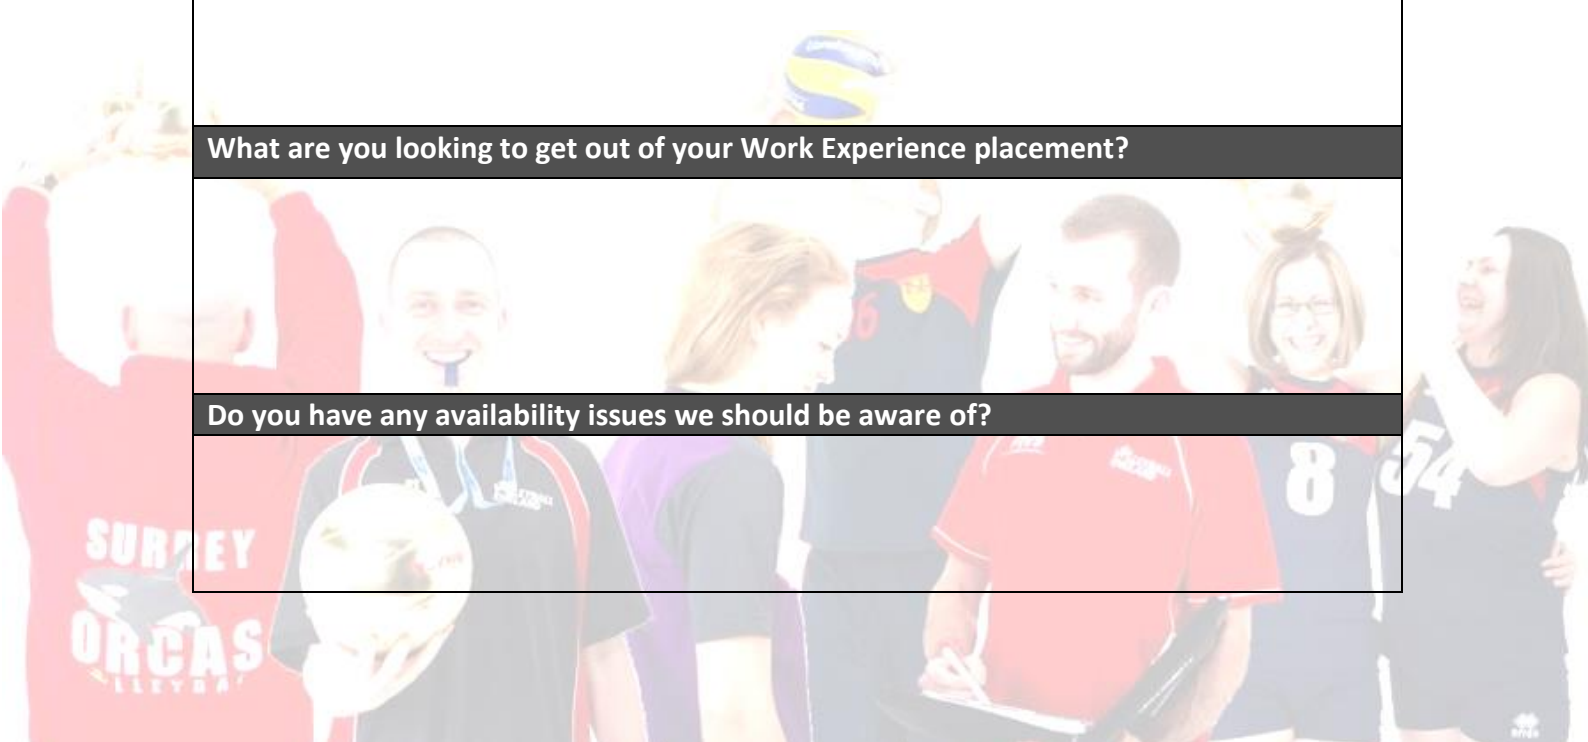 What are you looking to get out of your Work Experience placement?
6
Do you have any availability issues we should be aware of?
8
54
SURREY
ORCAS